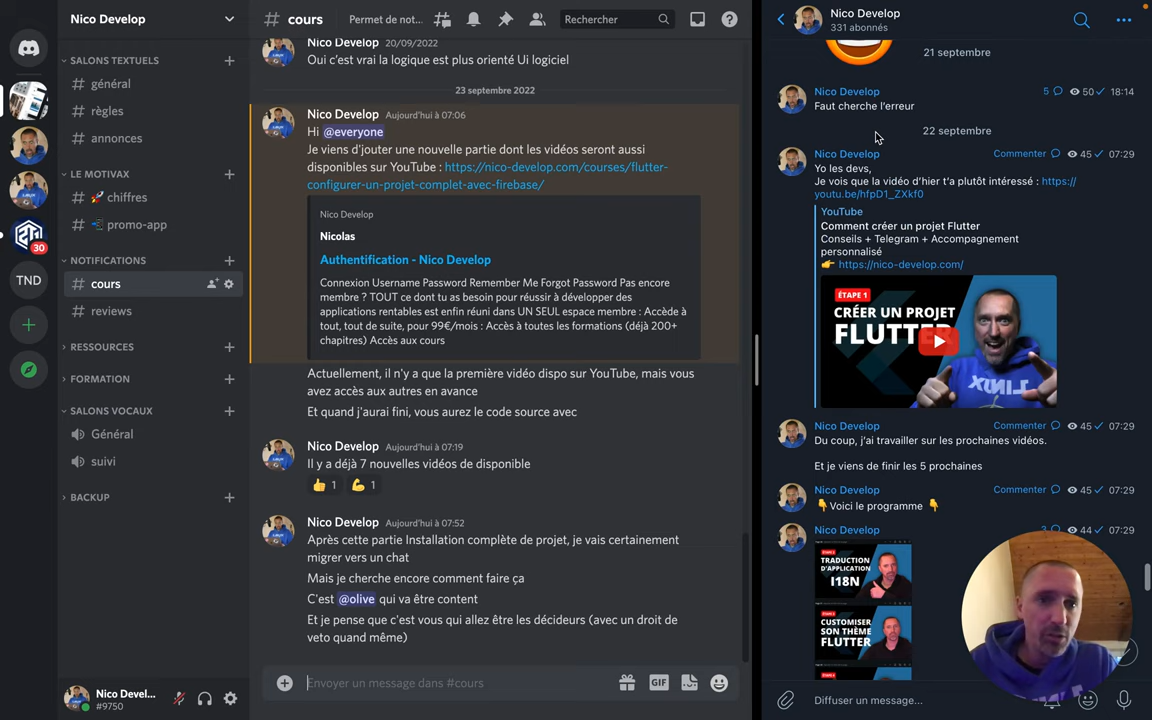 Nico Develop
30
TND
SALONS TEXTUELS
général
règles
annonces
LE MOTIVAX
🚀 chiffres
📲 promo-app
NOTIFICATIONS
cours
reviews
RESSOURCES
FORMATION
SALONS VOCAUX
Général
suivi
BACKUP
Nico Devel...
#9750
# cours
Permet de not...
Rechercher
Nico Develop 20/09/2022
Oui c'est vrai la logique est plus orienté Ui logiciel
23 septembre 2022
Nico Develop Aujourd'hui à 07:06
Hi @everyone
Je viens d'jouter une nouvelle partie dont les vidéos seront aussi
disponibles sur YouTube : https://nico-develop.com/courses/flutter-
configurer-un-projet-complet-avec-firebase/
Nico Develop
Nicolas
Authentification - Nico Develop
Connexion Username Password Remember Me Forgot Password Pas encore
membre ? TOUT ce dont tu as besoin pour réussir à développer des
applications rentables est enfin réuni dans UN SEUL espace membre : Accède à
tout, tout de suite, pour 99€/mois : Accès à toutes les formations (déjà 200+
chapitres) Accès aux cours
Actuellement, il n'y a que la première vidéo dispo sur YouTube, mais vous
avez accès aux autres en avance
Et quand j'aurai fini, vous aurez le code source avec
Nico Develop Aujourd'hui à 07:19
Il y a déjà 7 nouvelles vidéos de disponible
👍 1 💪 1
Nico Develop Aujourd'hui à 07:52
Après cette partie Installation complète de projet, je vais certainement
migrer vers un chat
Mais je cherche encore comment faire ça
C'est @olive qui va être content
Et je pense que c'est vous qui allez être les décideurs (avec un droit de
veto quand même)
Envoyer un message dans #cours
GIF
Nico Develop
331 abonnés
21 septembre
Nico Develop 5 50 18:14
Faut cherche l'erreur
22 septembre
Nico Develop Commenter 45 07:29
Yo les devs,
Je vois que la vidéo d'hier t'a plutôt intéressé : https://
youtu.be/hfpD1_ZXkf0
YouTube
Comment créer un projet Flutter
Conseils + Telegram + Accompagnement
personnalisé
👉 https://nico-develop.com/
ÉTAPE 1
CRÉER UN PROJET
FLUTTER
LINUX
Nico Develop Commenter 45 07:29
Du coup, j'ai travailler sur les prochaines vidéos.
Et je viens de finir les 5 prochaines
Nico Develop Commenter 45 07:29
👇Voici le programme 👇
Nico Develop 3 44 07:29
TRADUCTION
D'APPLICATION
I18N
CUSTOMISER
SON THÈME
FLUTTER
Diffuser un message...